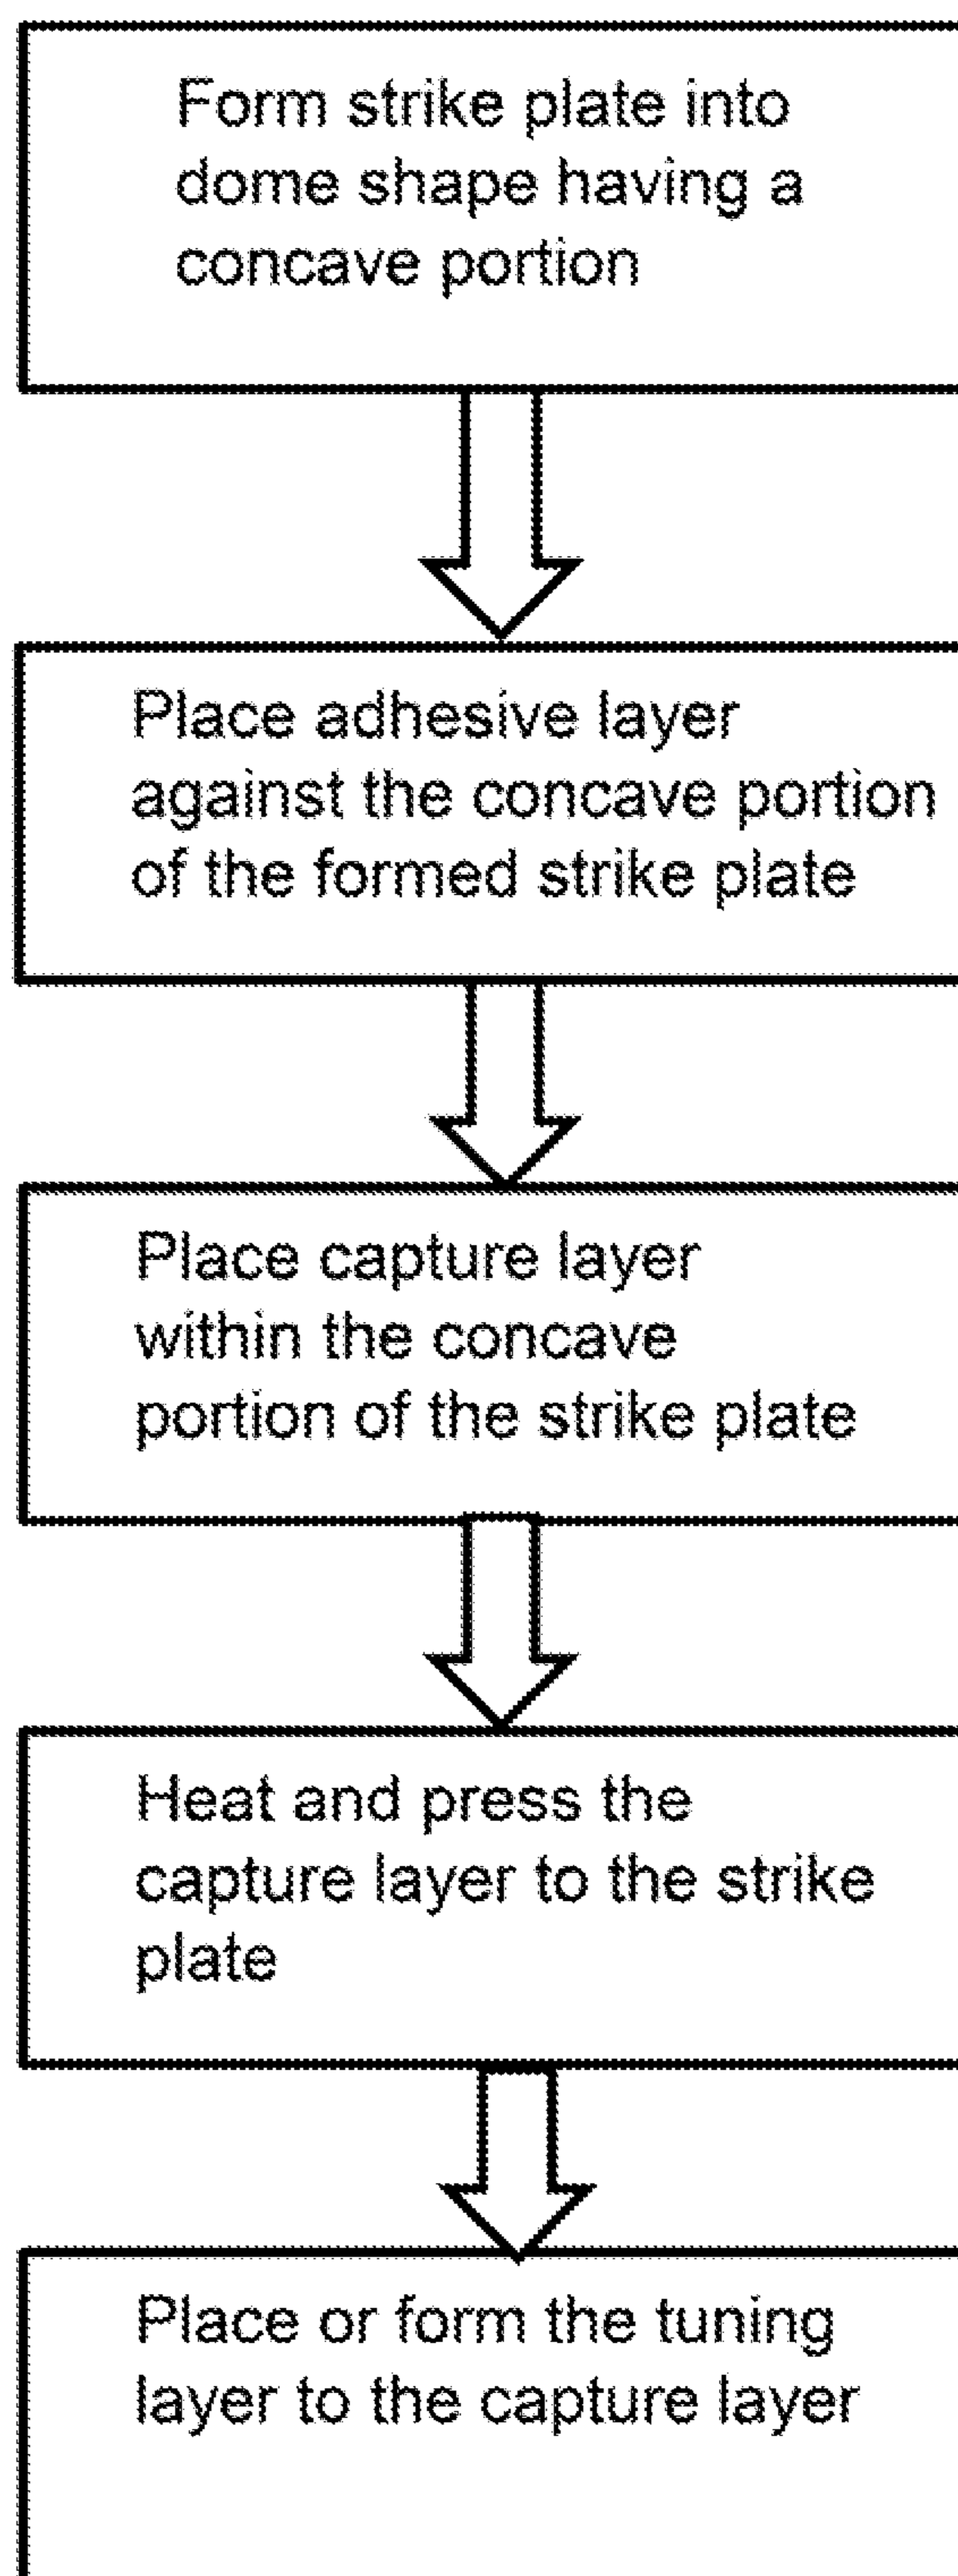 Form strike plate into
dome shape having a
concave portion
Place adhesive layer
against the concave portion
of the formed strike plate
Place capture layer
within the concave
portion of the strike plate
Heat and press the
capture layer to the strike
plate
Place or form the tuning
layer to the capture layer